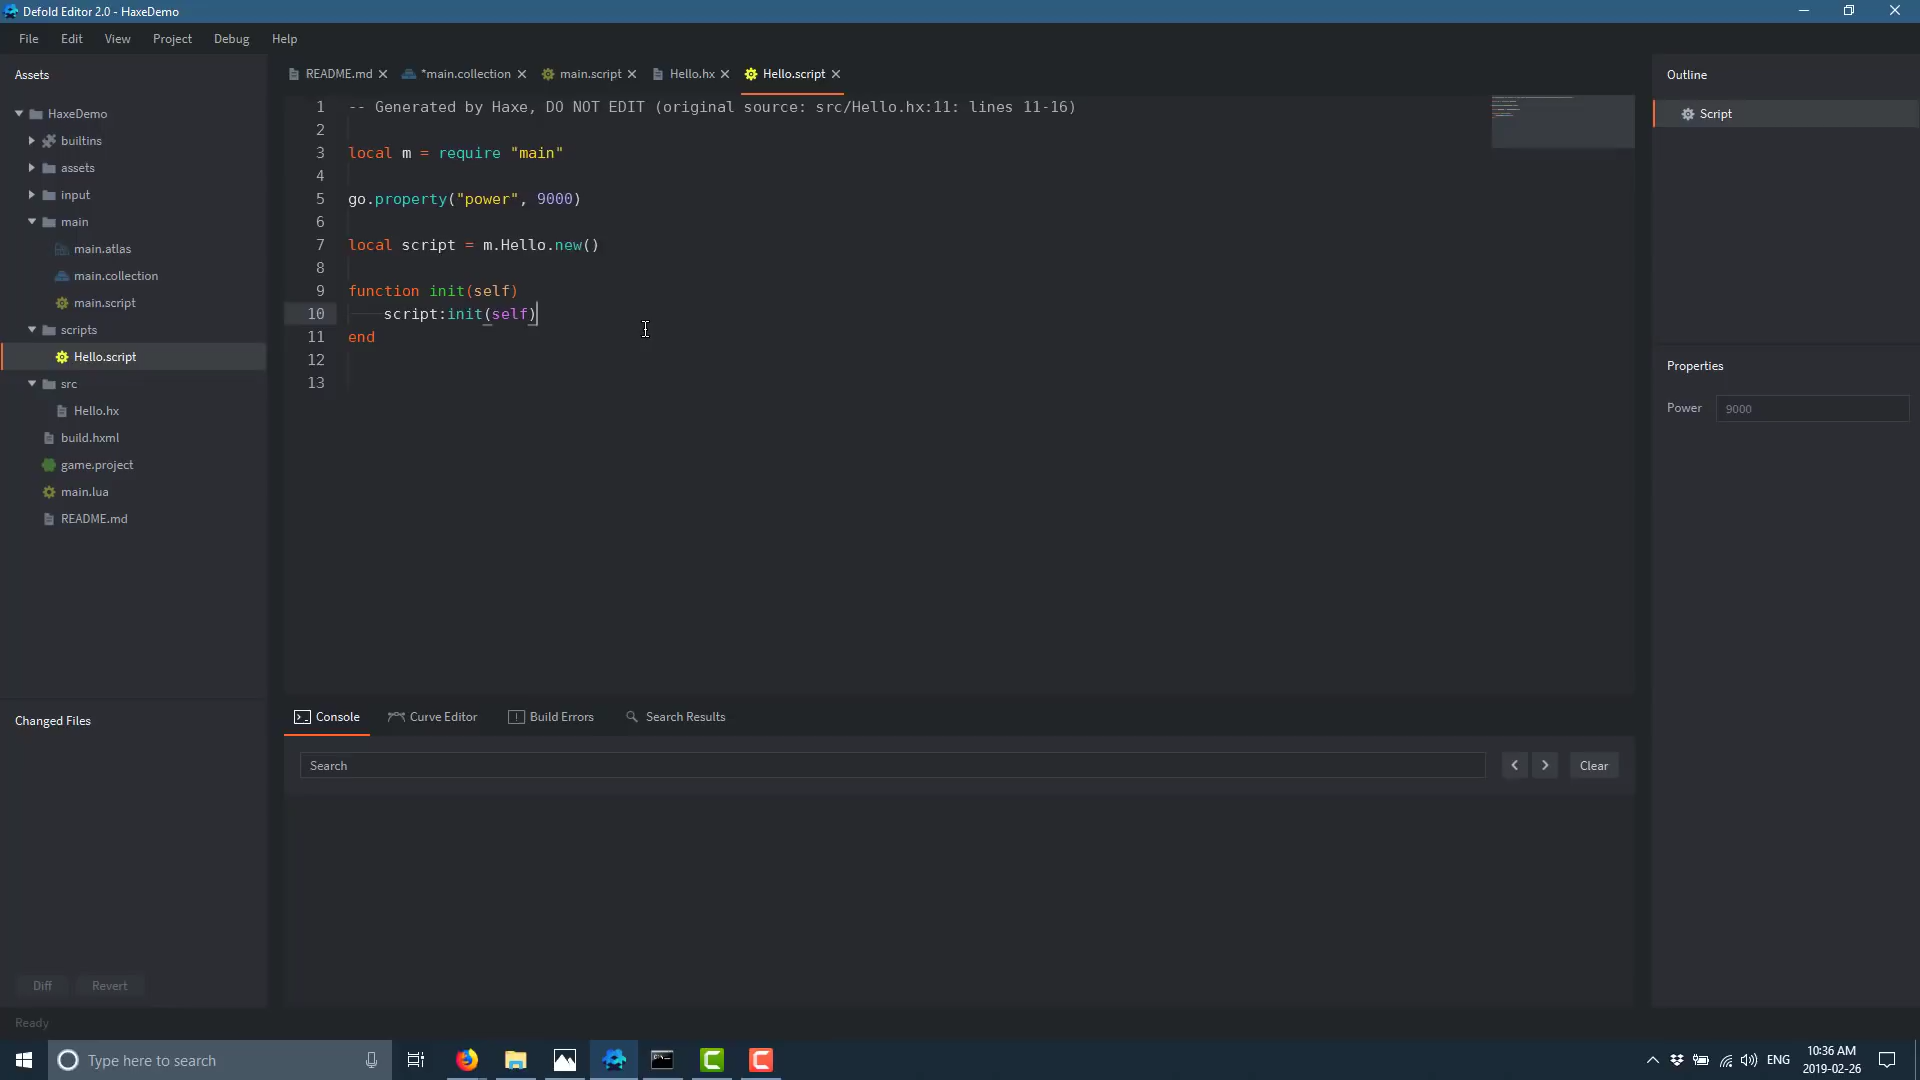 Defold Editor 2.0 - HaxeDemo
File Edit View Project Debug Help
Assets
HaxeDemo
builtins
assets
input
main
main.atlas
main.collection
main.script
scripts
Hello.script
src
Hello.hx
build.hxml
game.project
main.lua
README.md
Changed Files
Diff Revert
Ready
README.md *main.collection main.script Hello.hx Hello.script
1 -- Generated by Haxe, DO NOT EDIT (original source: src/Hello.hx:11: lines 11-16)
2
3 local m = require "main"
4
5 go.property("power", 9000)
6
7 local script = m.Hello.new()
8
9 function init(self)
10 script:init(self)
11 end
12
13
Console Curve Editor Build Errors Search Results
Search
Clear
Outline
Script
Properties
Power 9000
Type here to search
ENG
10:36 AM
2019-02-26